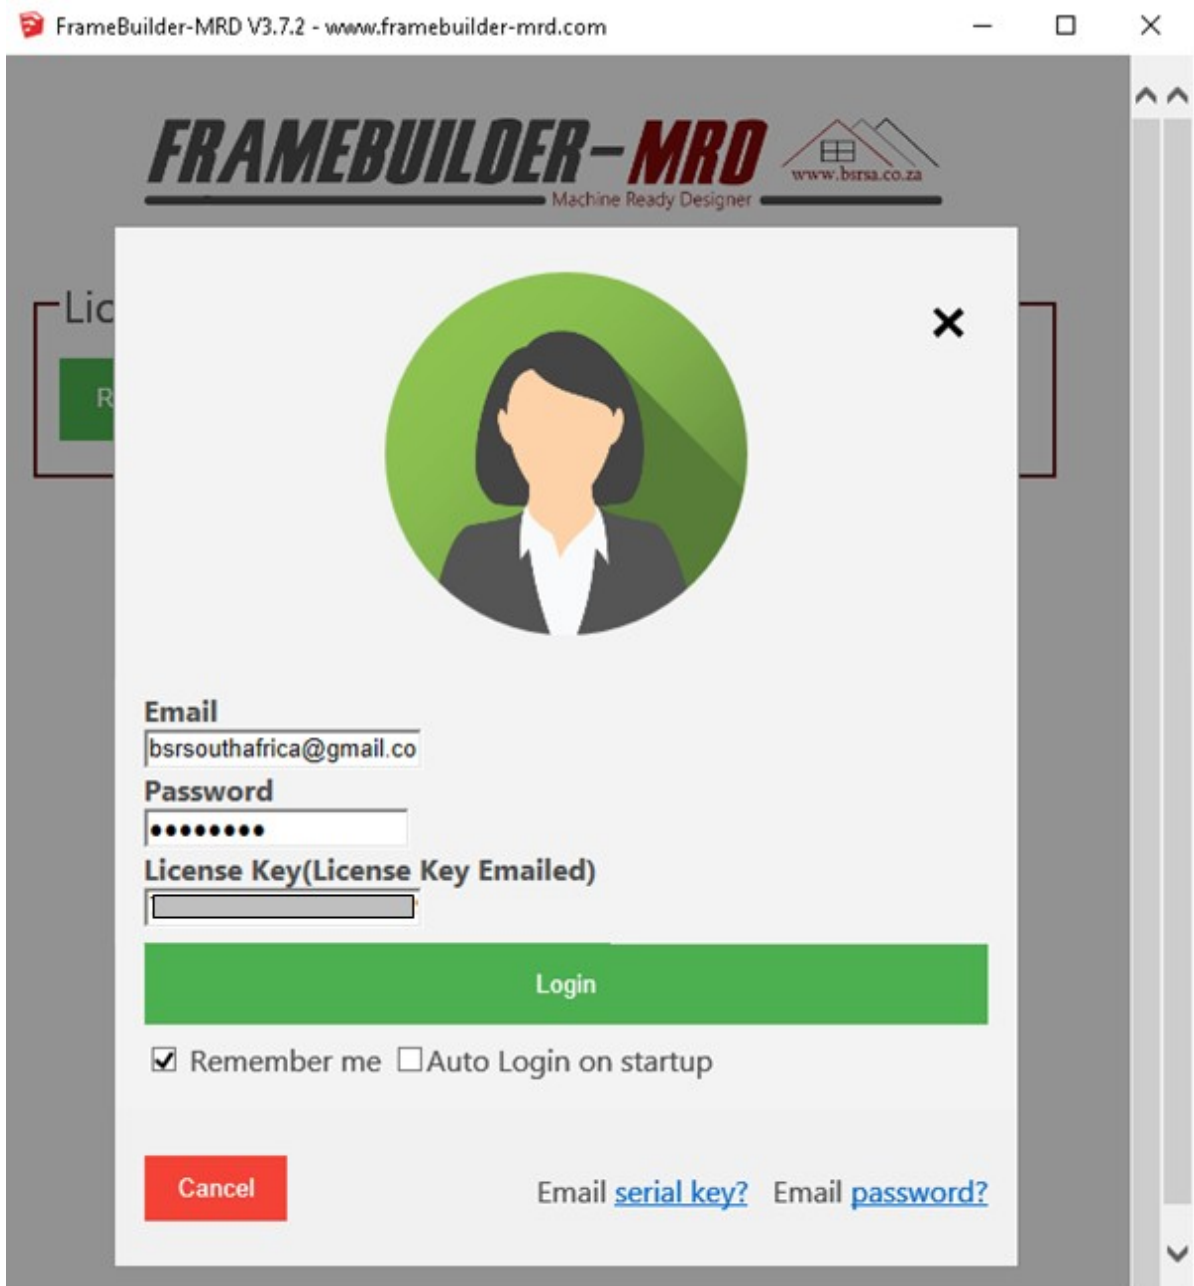 FrameBuilder-MRD V3.7.2 - www.framebuilder-mrd.com
FRAMEBUILDER-MRD
www.bsrsa.co.za
Machine Ready Designer
Lic
R
Email
bsrsouthafrica@gmail.co
Password
License Key(License Key Emailed)
Login
Remember me Auto Login on startup
Cancel Email serial key? Email password?